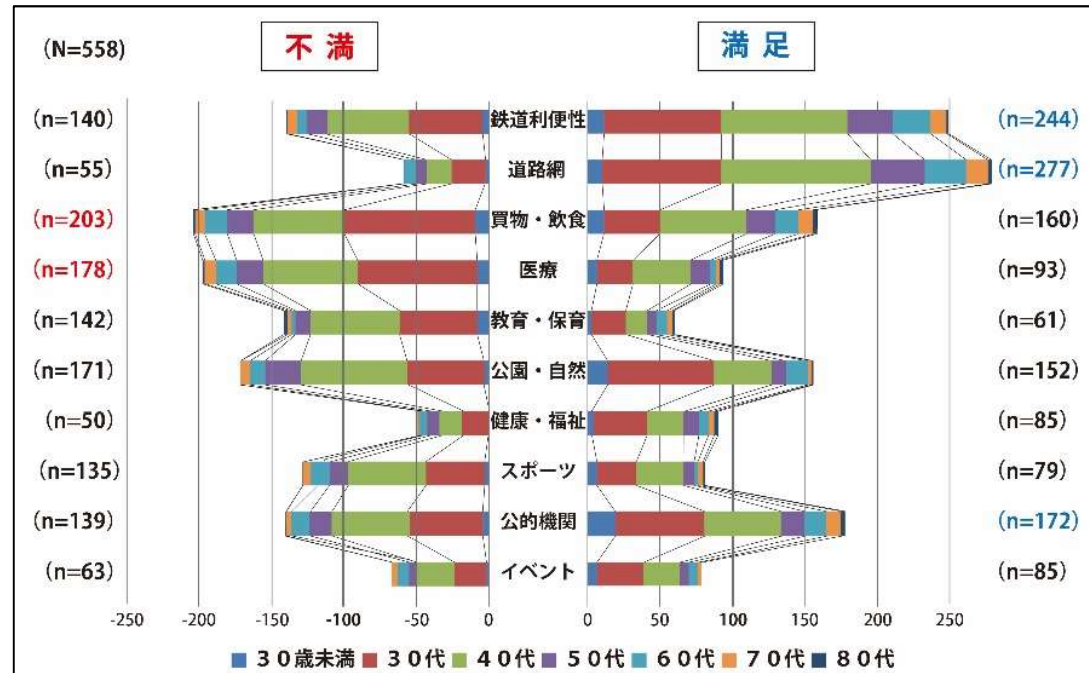 (N=558)
不満
満足
(n=140) 鉄道利便性 (n=244)
(n=55) 道路網 (n=277)
(n=203) 買物・飲食 (n=160)
(n=178) 医療 (n=93)
(n=142) 教育・保育 (n=61)
(n=171) 公園・自然 (n=152)
(n=50) 健康・福祉 (n=85)
(n=135) スポーツ (n=79)
(n=139) 公的機関 (n=172)
(n=63) イベント (n=85)
-250 -200 -150 -100 -50 0 0 50 100 150 200 250
３０歳未満 ３０代 ４０代 ５０代 ６０代 ７０代 ８０代